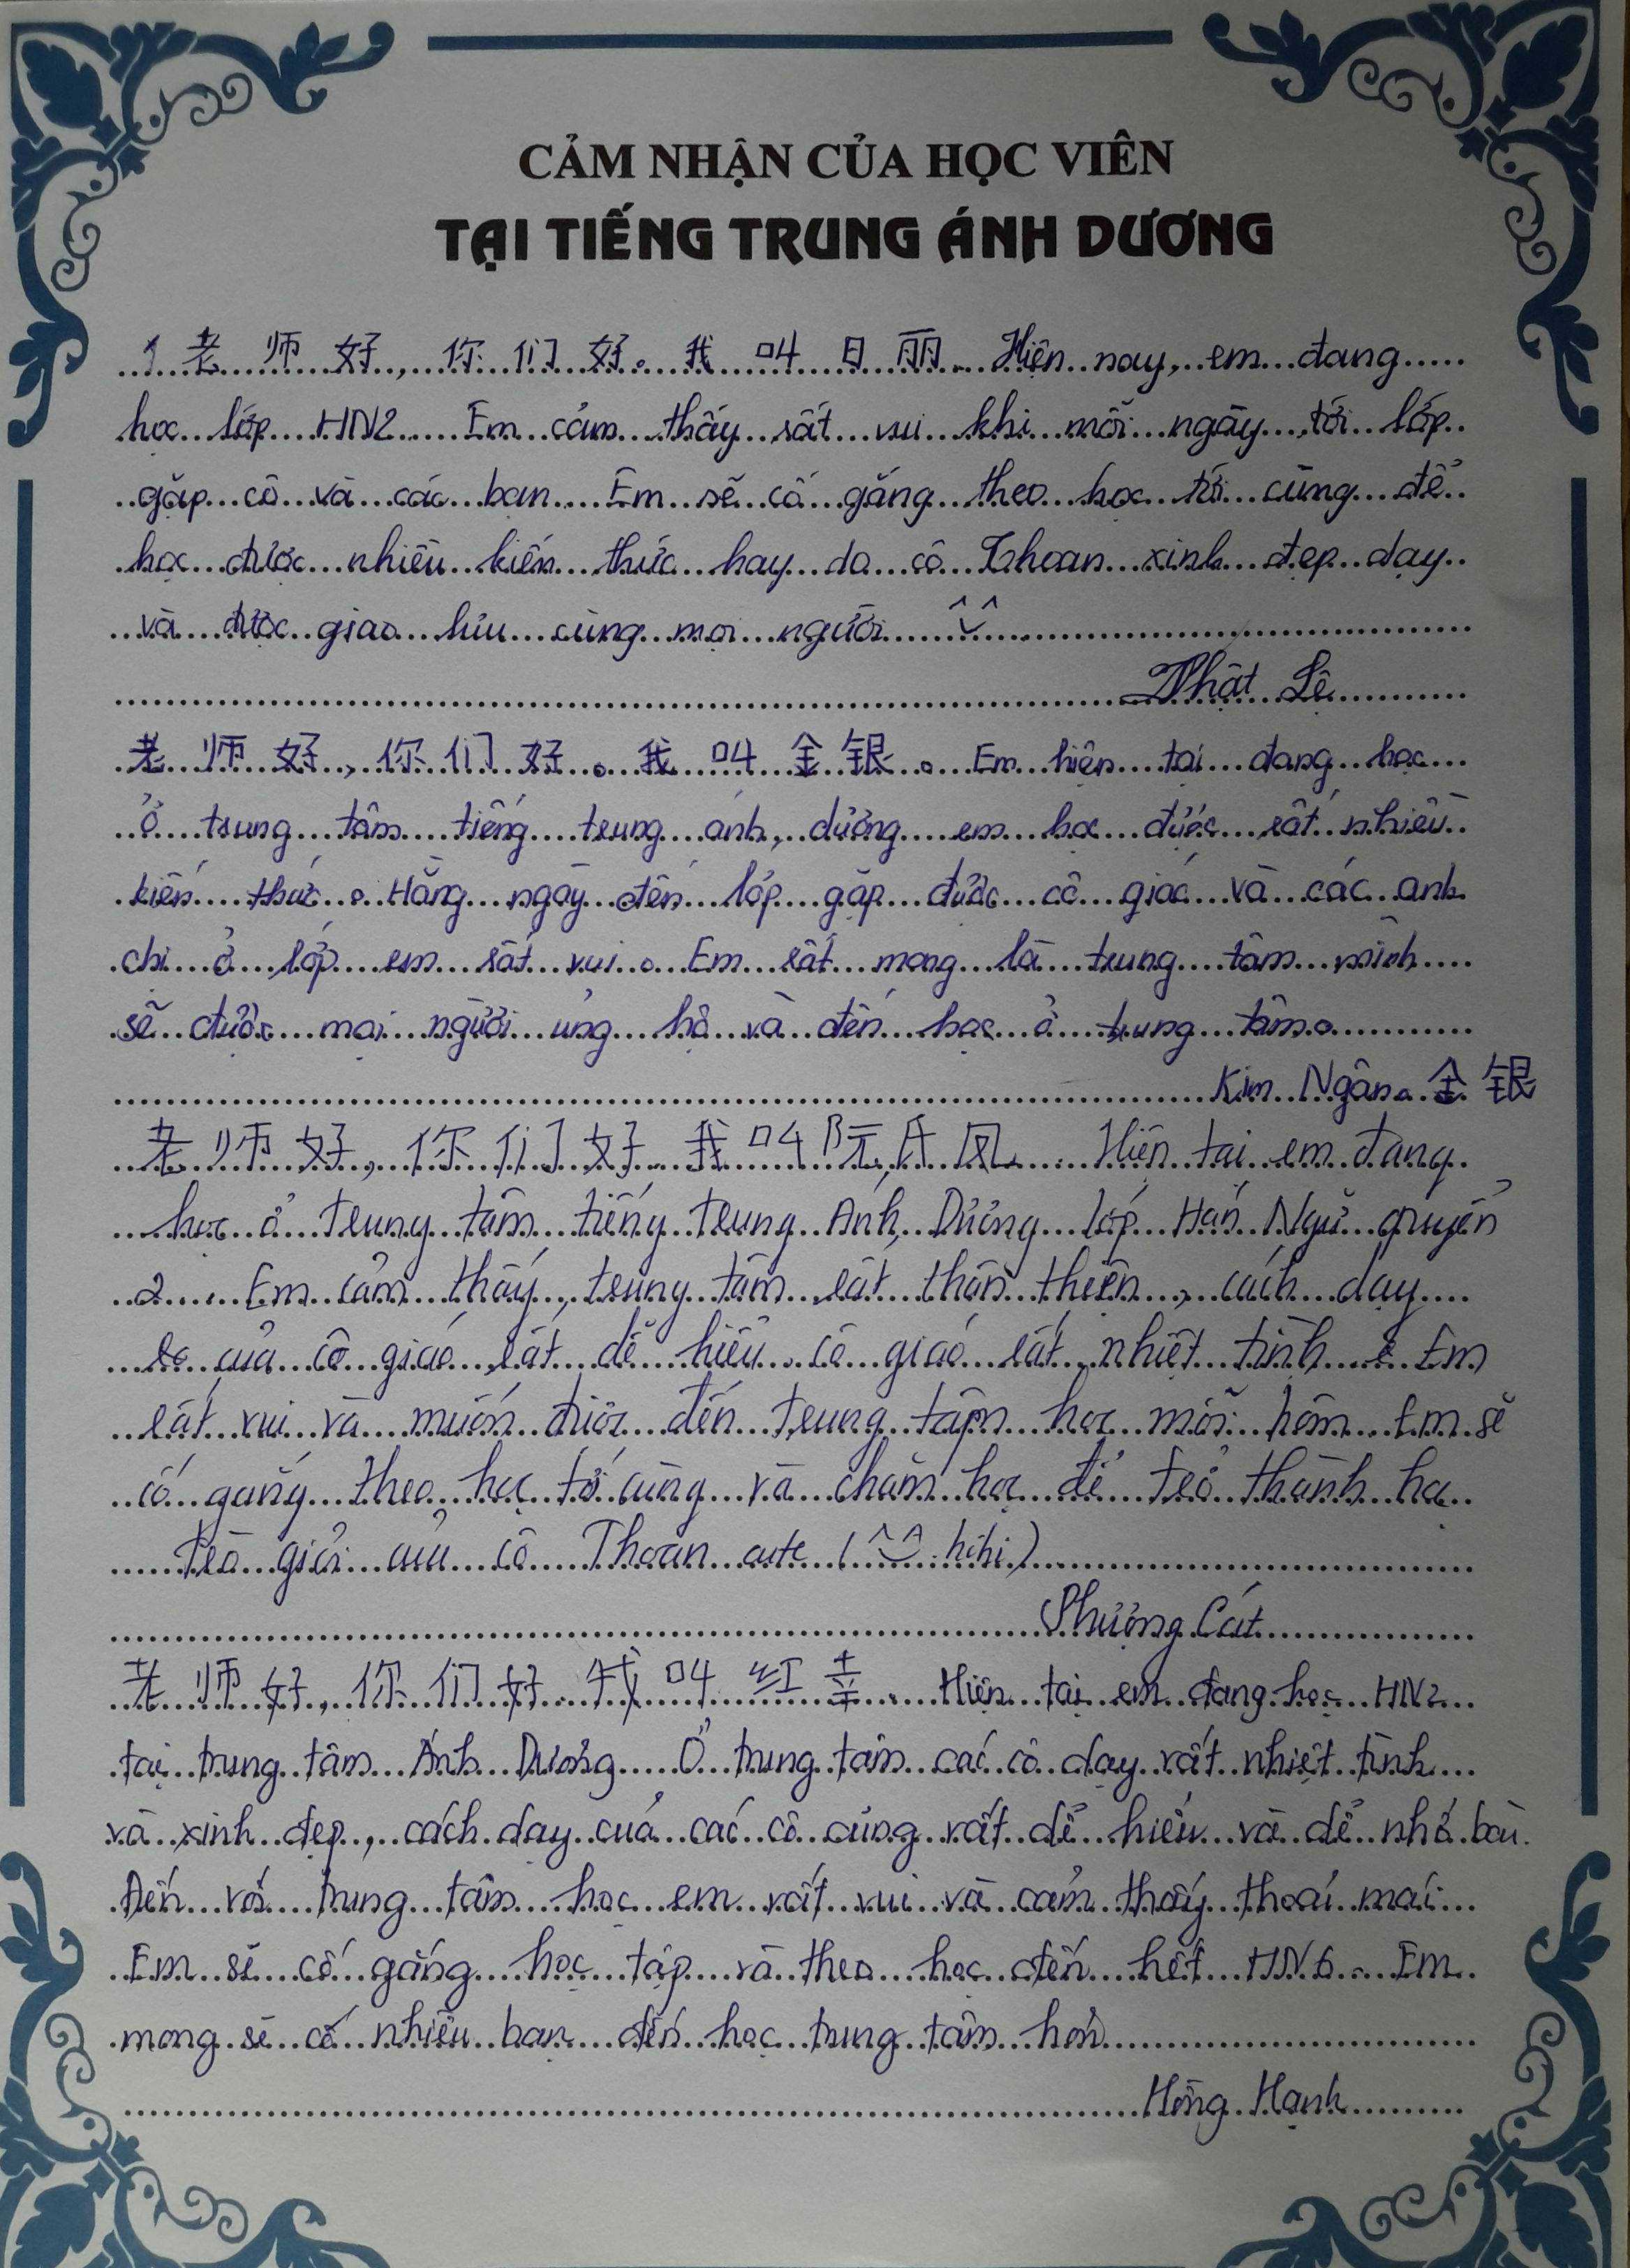 CẢM NHẬN CỦA HỌC VIÊN
TẠI TIẾNG TRUNG ÁNH DƯƠNG
1 老师好, 你们好。我叫日丽. Hiện nay, em đang
học lớp HN2. Em cảm thấy rất vui khi mỗi ngày tới lớp
gặp cô và các bạn. Em sẽ cố gắng theo học tới cùng để
học được nhiều kiến thức hay do cô Thoan xinh đẹp dạy
và được giao lưu cùng mọi người ^^
Nhật Lệ
老师好, 你们好。我叫金银。Em hiện tại đang học
ở trung tâm tiếng trung ánh dương em học được rất nhiều
kiến thức. Hằng ngày đến lớp gặp được cô giáo và các anh
chị ở lớp em rất vui. Em rất mong là trung tâm mình
sẽ được mọi người ủng hộ và đến học ở trung tâm.
Kim Ngân. 金银
老师好, 你们好. 我叫阮氏凤. Hiện tại em đang
học ở trung tâm tiếng Trung Ánh Dương lớp Hán Ngữ quyển
2. Em cảm thấy trung tâm rất thân thiện, cách dạy
của cô giáo rất dễ hiểu. cô giáo rất nhiệt tình. Em
rất vui và muốn được đến trung tâm học mỗi hôm. Em sẽ
cố gắng theo học tới cùng và chăm học để trở thành học
trò giỏi của cô Thoan cute (^^ hihi)
Phượng Cát
老师好, 你们好. 我叫红幸. Hiện tại em đang học HN2
tại trung tâm Ánh Dương. Ở trung tâm các cô dạy rất nhiệt tình
và xinh đẹp, cách dạy của các cô cũng rất dễ hiểu và dễ nhớ bài.
Đến với trung tâm học em rất vui và cảm thấy thoải mái.
Em sẽ cố gắng học tập và theo học đến hết HN6. Em
mong sẽ có nhiều bạn đến học trung tâm hơn
Hồng Hạnh